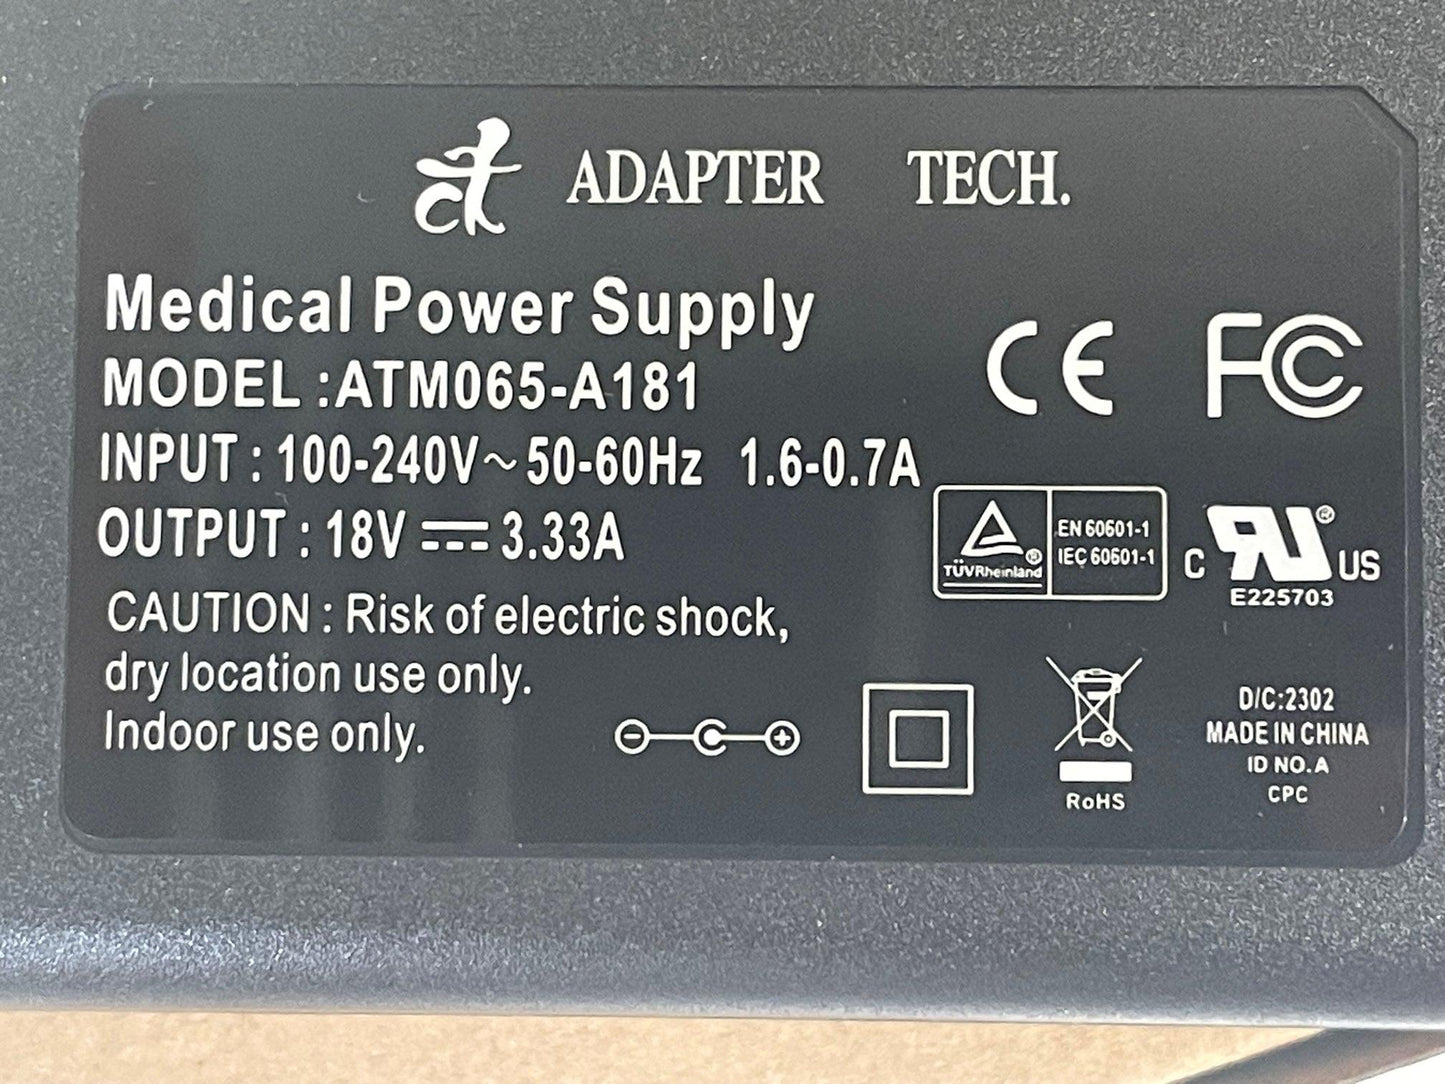 ADAPTER TECH.
Medical Power Supply
MODEL :ATM065-A181
INPUT : 100-240V~50-60Hz 1.6-0.7A
OUTPUT : 18V ⎓ 3.33A
CAUTION : Risk of electric shock,
dry location use only.
Indoor use only.
CE FC
TÜVRheinland®
EN 60601-1
IEC 60601-1
C RU® US
E225703
RoHS
D/C:2302
MADE IN CHINA
ID NO.A
CPC